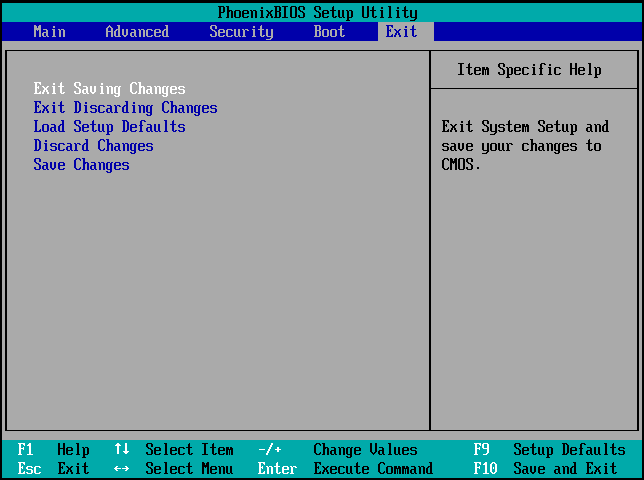 PhoenixBIOS Setup Utility
Main Advanced Security Boot Exit
Exit Saving Changes
Exit Discarding Changes
Load Setup Defaults
Discard Changes
Save Changes
Item Specific Help
Exit System Setup and
save your changes to
CMOS.
F1 Help ↑↓ Select Item -/+ Change Values F9 Setup Defaults
Esc Exit ↔ Select Menu Enter Execute Command F10 Save and Exit